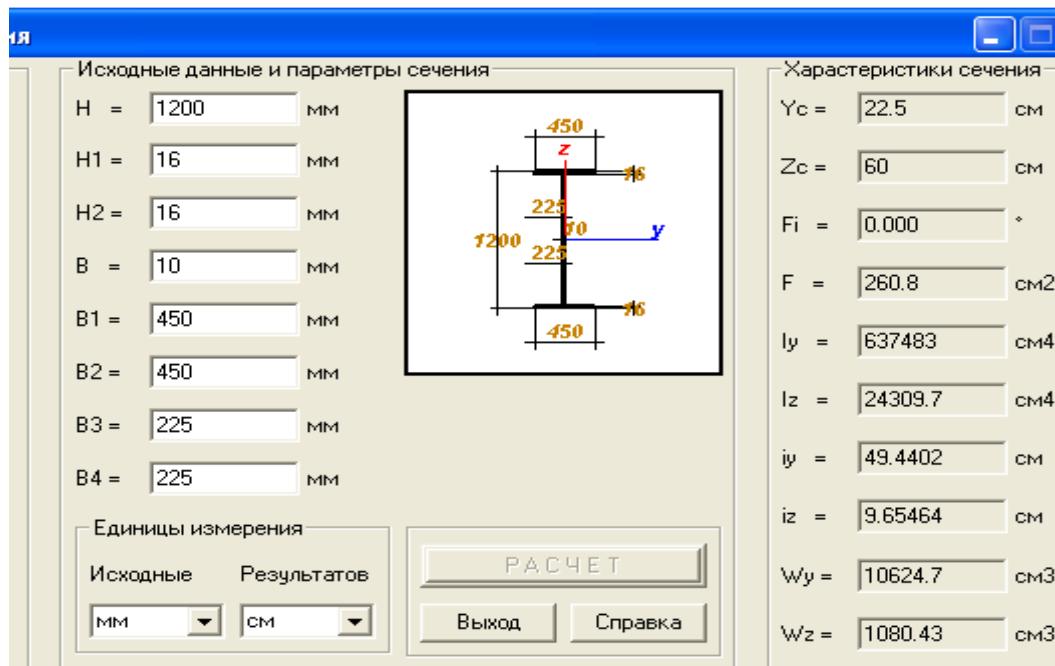 ия
Исходные данные и параметры сечения
H = 1200 мм
H1 = 16 мм
H2 = 16 мм
B = 10 мм
B1 = 450 мм
B2 = 450 мм
B3 = 225 мм
B4 = 225 мм
450
z
16
225
10
y
1200
225
16
450
Единицы измерения
Исходные Результатов
мм см
РАСЧЕТ
Выход Справка
Характеристики сечения
Yc = 22.5 см
Zc = 60 см
Fi = 0.000 °
F = 260.8 см2
Iy = 637483 см4
Iz = 24309.7 см4
iy = 49.4402 см
iz = 9.65464 см
Wy = 10624.7 см3
Wz = 1080.43 см3